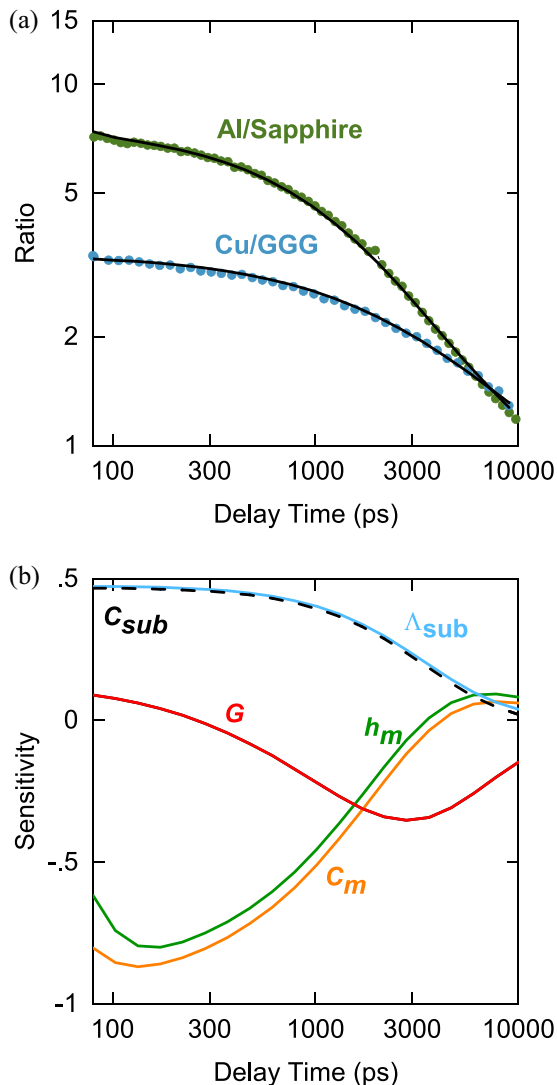 (a)
15
10
5
2
1
Ratio
Al/Sapphire
Cu/GGG
100 300 1000 3000 10000
Delay Time (ps)
(b)
.5
0
-.5
-1
Sensitivity
C_sub
Λ_sub
G
h_m
C_m
100 300 1000 3000 10000
Delay Time (ps)